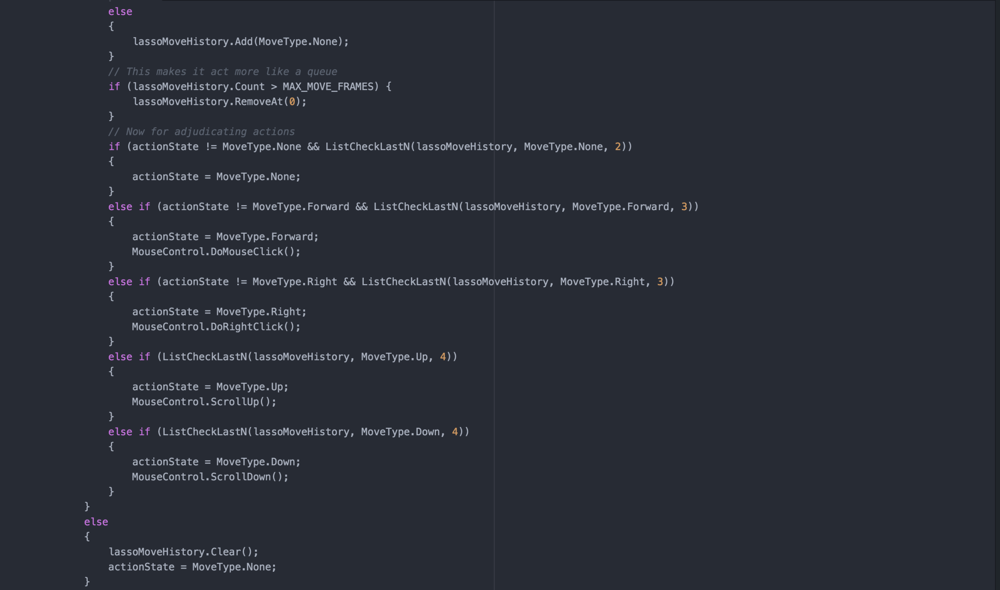 else
{
lassoMoveHistory.Add(MoveType.None);
}
// This makes it act more like a queue
if (lassoMoveHistory.Count > MAX_MOVE_FRAMES) {
lassoMoveHistory.RemoveAt(0);
}
// Now for adjudicating actions
if (actionState != MoveType.None && ListCheckLastN(lassoMoveHistory, MoveType.None, 2))
{
actionState = MoveType.None;
}
else if (actionState != MoveType.Forward && ListCheckLastN(lassoMoveHistory, MoveType.Forward, 3))
{
actionState = MoveType.Forward;
MouseControl.DoMouseClick();
}
else if (actionState != MoveType.Right && ListCheckLastN(lassoMoveHistory, MoveType.Right, 3))
{
actionState = MoveType.Right;
MouseControl.DoRightClick();
}
else if (ListCheckLastN(lassoMoveHistory, MoveType.Up, 4))
{
actionState = MoveType.Up;
MouseControl.ScrollUp();
}
else if (ListCheckLastN(lassoMoveHistory, MoveType.Down, 4))
{
actionState = MoveType.Down;
MouseControl.ScrollDown();
}
}
else
{
lassoMoveHistory.Clear();
actionState = MoveType.None;
}